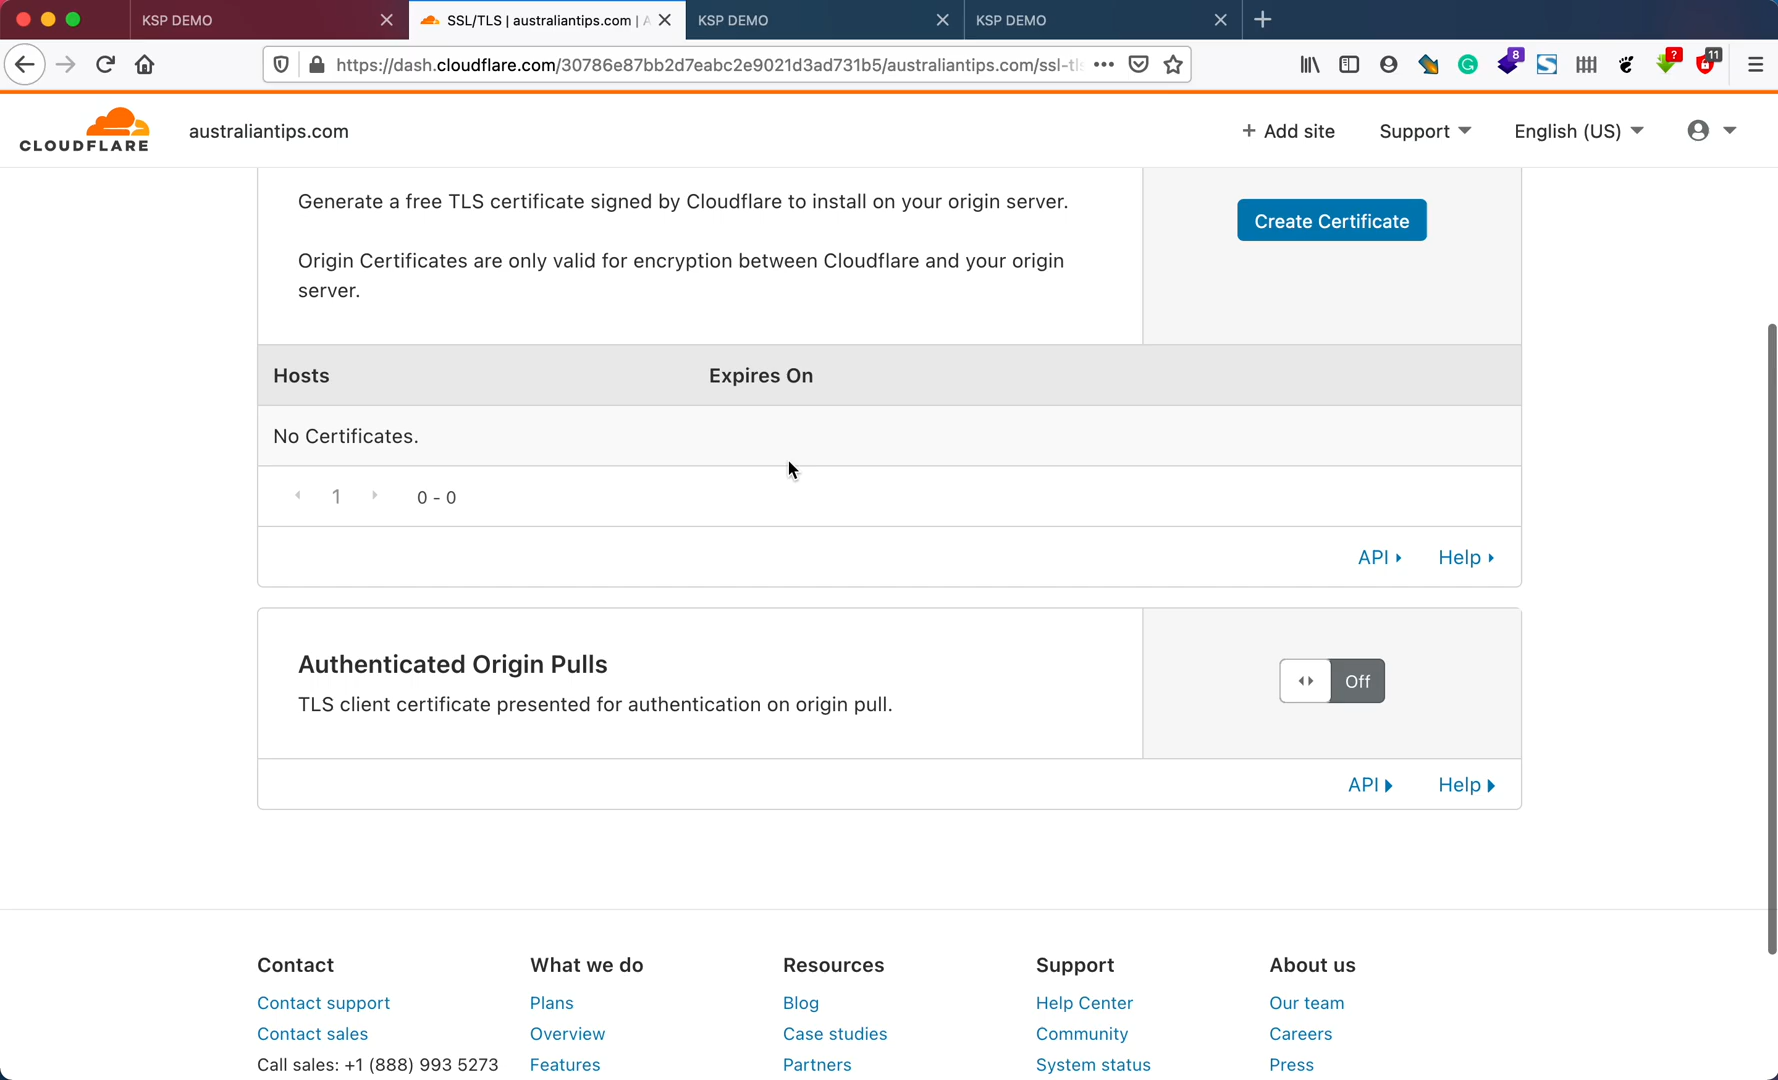 KSP DEMO
SSL/TLS | australiantips.com | A
KSP DEMO
KSP DEMO
https://dash.cloudflare.com/30786e87bb2d7eabc2e9021d3ad731b5/australiantips.com/ssl-tls
8
?
11
CLOUDFLARE
australiantips.com
+ Add site
Support
English (US)
Generate a free TLS certificate signed by Cloudflare to install on your origin server.
Create Certificate
Origin Certificates are only valid for encryption between Cloudflare and your origin
server.
Hosts
Expires On
No Certificates.
1
0 - 0
API
Help
Authenticated Origin Pulls
TLS client certificate presented for authentication on origin pull.
Off
API
Help
Contact
What we do
Resources
Support
About us
Contact support
Plans
Blog
Help Center
Our team
Contact sales
Overview
Case studies
Community
Careers
Call sales: +1 (888) 993 5273
Features
Partners
System status
Press